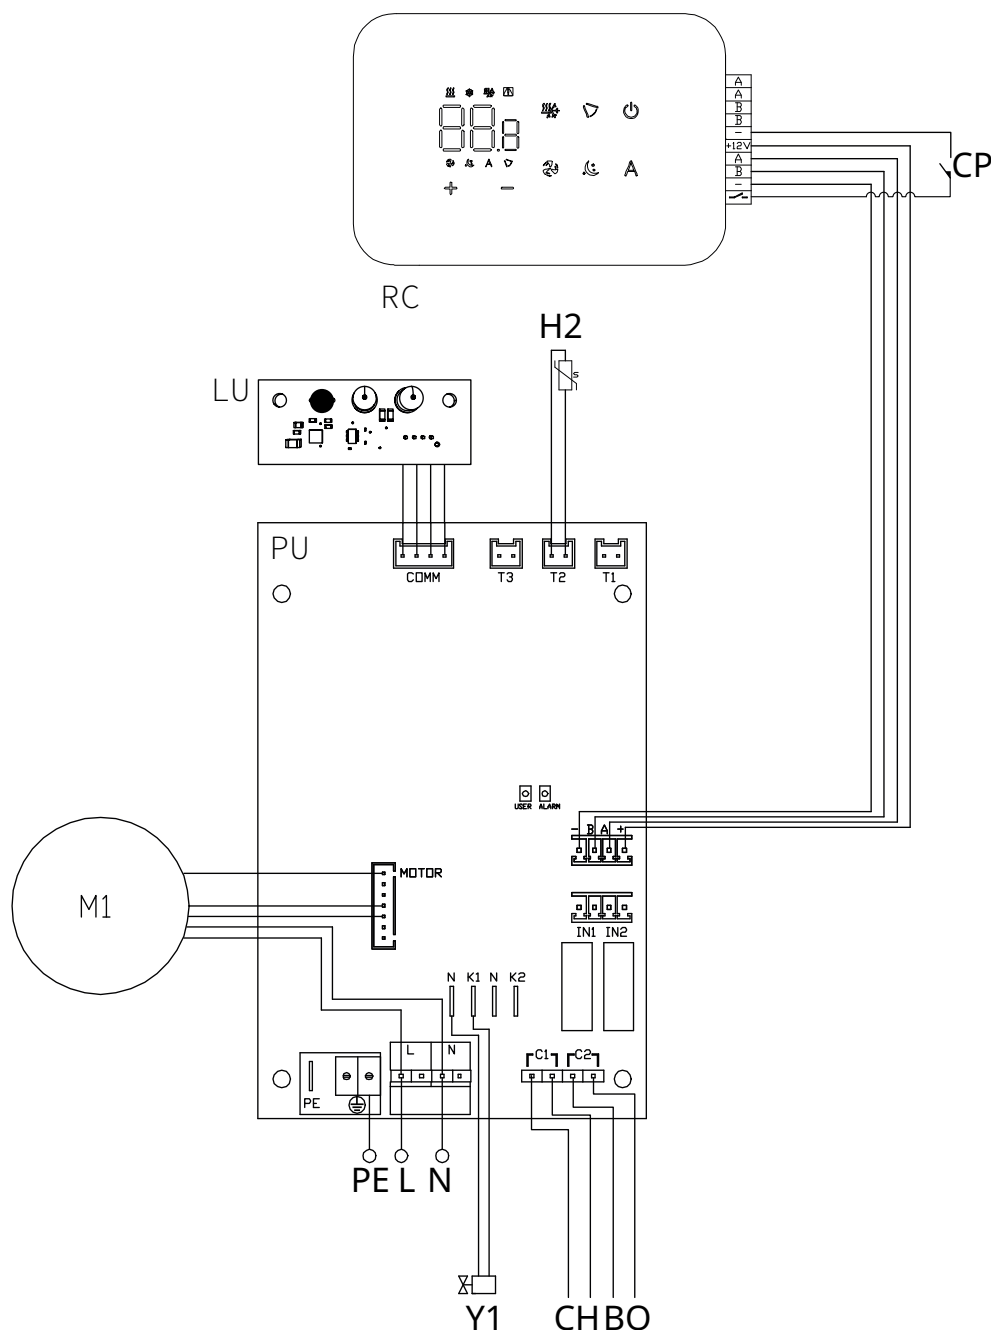 A
A
B
B
-
+12V
A
B
-
CP
A
+
-
RC
H2
S
LU
PU
COMM
T3
T2
T1
USER
ALARM
- B A +
MOTOR
M1
IN1
IN2
N K1 N K2
L
N
C1
C2
PE
PE L N
Y1
CH BO